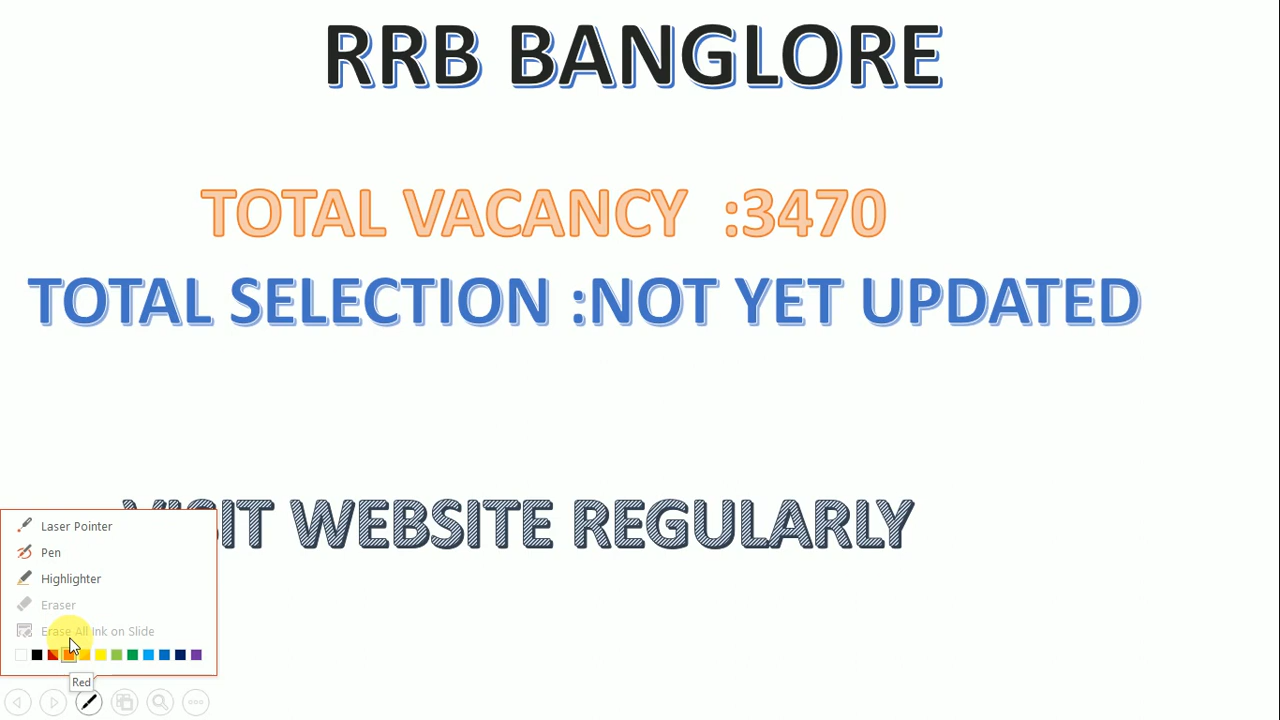 RRB BANGLORE
TOTAL VACANCY :3470
TOTAL SELECTION :NOT YET UPDATED
VISIT WEBSITE REGULARLY
Laser Pointer
Pen
Highlighter
Eraser
Erase All Ink on Slide
Red